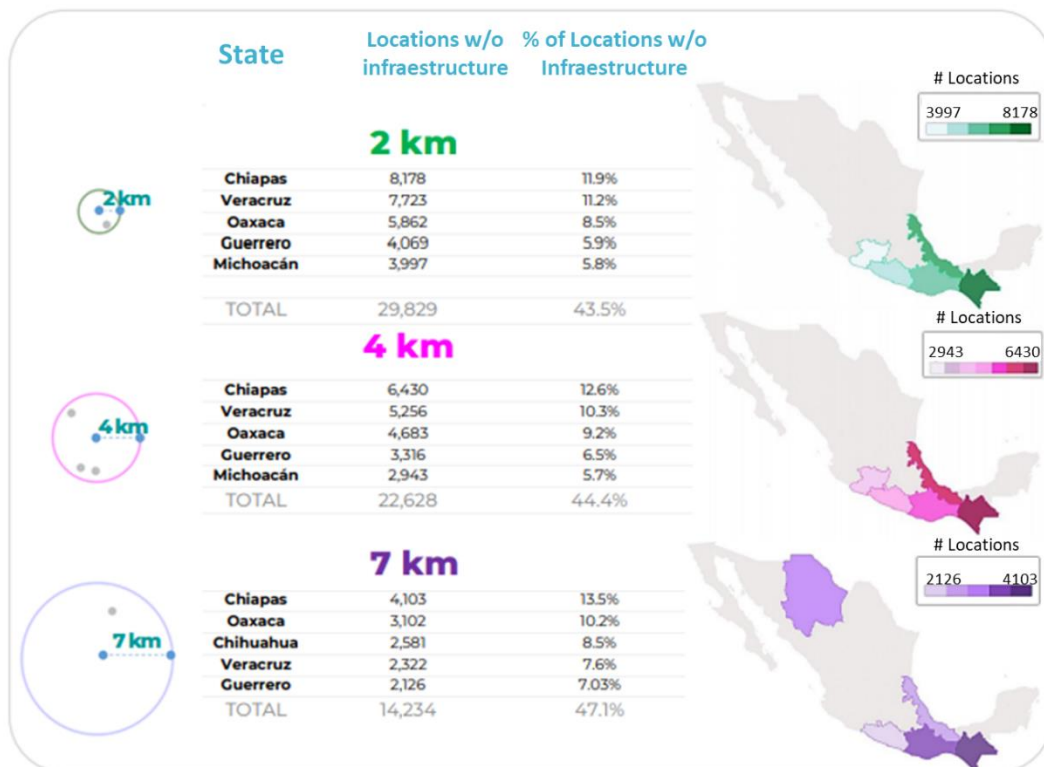 State Locations w/o infraestructure % of Locations w/o Infraestructure
# Locations
3997 8178
2 km
2 km
Chiapas 8,178 11.9%
Veracruz 7,723 11.2%
Oaxaca 5,862 8.5%
Guerrero 4,069 5.9%
Michoacán 3,997 5.8%
TOTAL 29,829 43.5%
# Locations
2943 6430
4 km
4 km
Chiapas 6,430 12.6%
Veracruz 5,256 10.3%
Oaxaca 4,683 9.2%
Guerrero 3,316 6.5%
Michoacán 2,943 5.7%
TOTAL 22,628 44.4%
# Locations
2126 4103
7 km
7 km
Chiapas 4,103 13.5%
Oaxaca 3,102 10.2%
Chihuahua 2,581 8.5%
Veracruz 2,322 7.6%
Guerrero 2,126 7.03%
TOTAL 14,234 47.1%